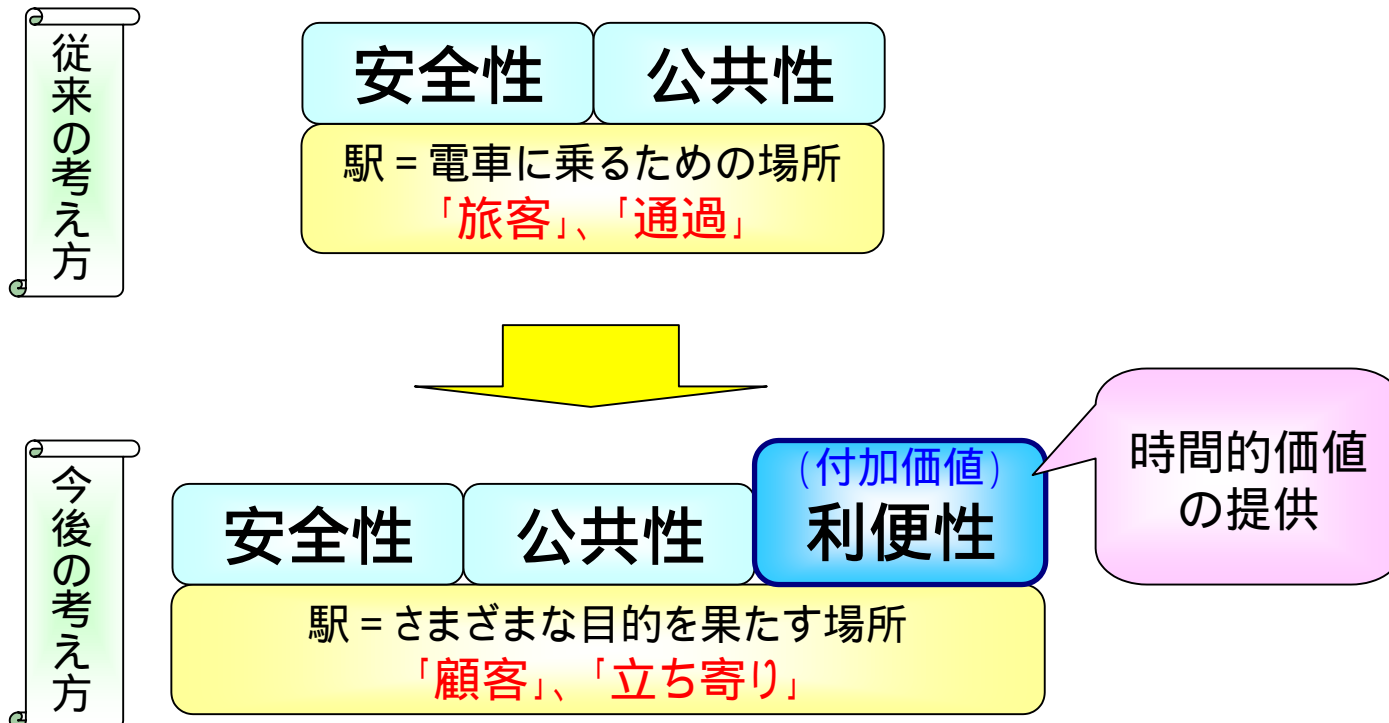 従来の考え方
安全性
公共性
駅 = 電車に乗るための場所
「旅客」、「通過」
今後の考え方
安全性
公共性
(付加価値)
利便性
駅 = さまざまな目的を果たす場所
「顧客」、「立ち寄り」
時間的価値
の提供